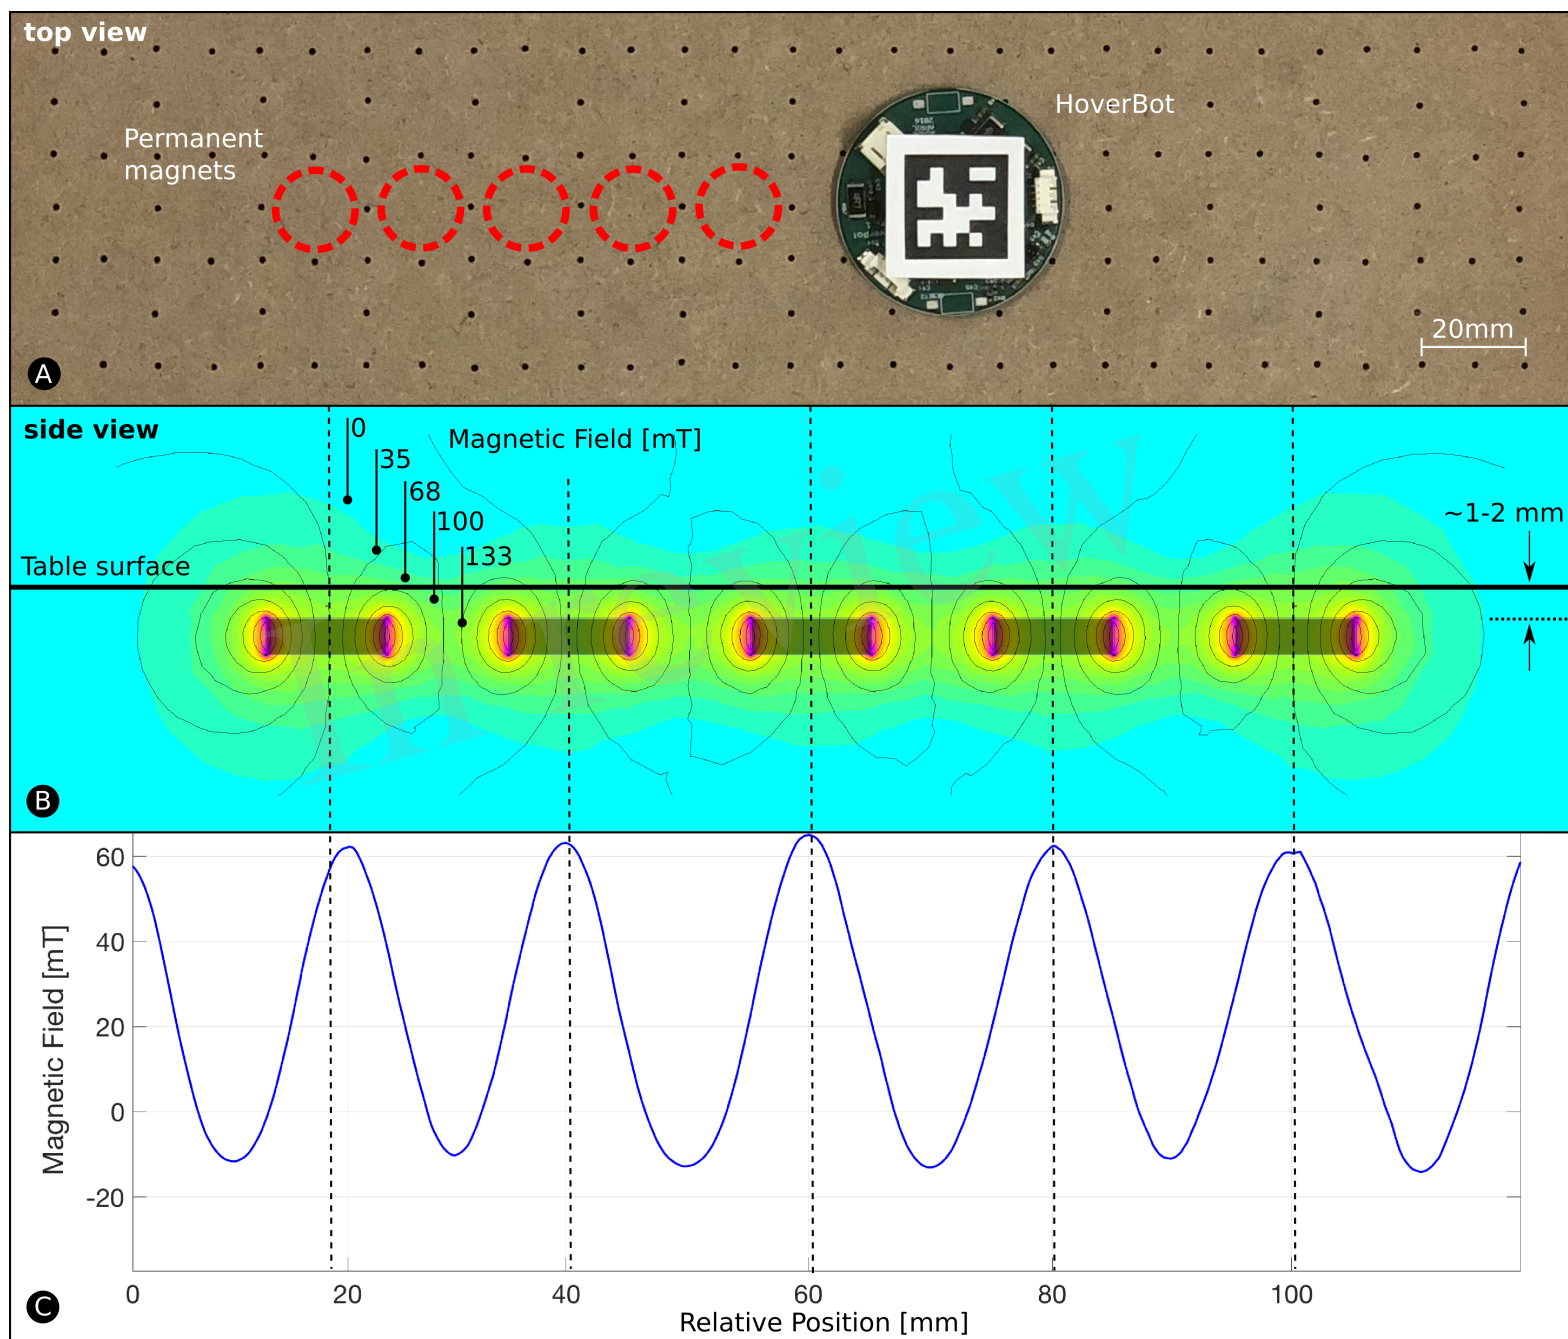 top view
HoverBot
Permanent
magnets
20mm
A
side view
0
Magnetic Field [mT]
35
68
100
~1-2 mm
133
Table surface
In review
B
60
40
20
0
-20
Magnetic Field [mT]
0
20
40
60
80
100
C
Relative Position [mm]